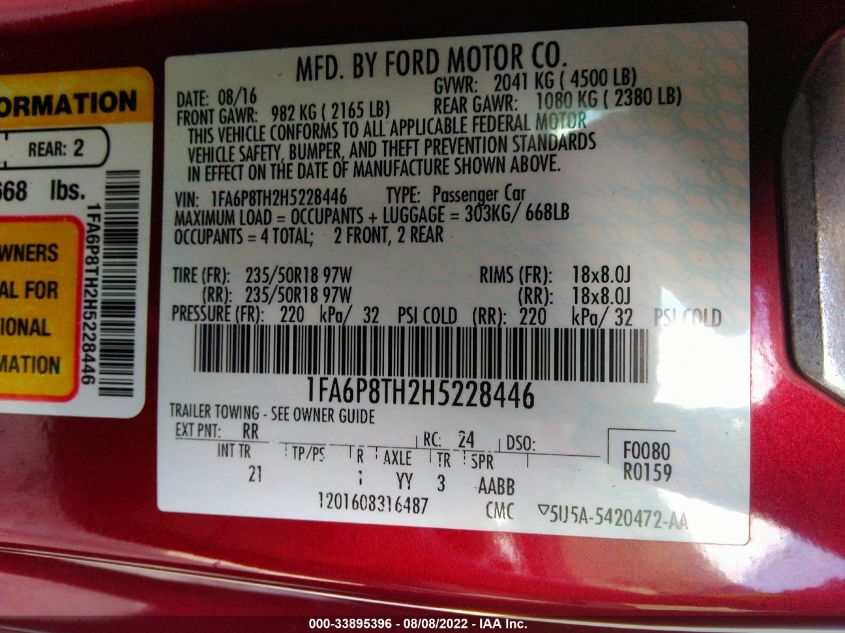 ORMATION
REAR: 2
668 lbs.
WNERS
AL FOR
TIONAL
RMATION
1FA6P8TH2H5228446
MFD. BY FORD MOTOR CO.
DATE: 08/16 GVWR: 2041 KG ( 4500 LB)
FRONT GAWR: 982 KG ( 2165 LB) REAR GAWR: 1080 KG ( 2380 LB)
THIS VEHICLE CONFORMS TO ALL APPLICABLE FEDERAL MOTOR
VEHICLE SAFETY, BUMPER, AND THEFT PREVENTION STANDARDS
IN EFFECT ON THE DATE OF MANUFACTURE SHOWN ABOVE.
VIN: 1FA6P8TH2H5228446 TYPE: Passenger Car
MAXIMUM LOAD = OCCUPANTS + LUGGAGE = 303KG/ 668LB
OCCUPANTS = 4 TOTAL; 2 FRONT, 2 REAR
TIRE (FR): 235/50R18 97W RIMS (FR): 18x8.0J
(RR): 235/50R18 97W (RR): 18x8.0J
PRESSURE (FR): 220 kPa/ 32 PSI COLD (RR): 220 kPa/ 32 PSI COLD
1FA6P8TH2H5228446
TRAILER TOWING - SEE OWNER GUIDE
EXT PNT: RR RC: 24 DSO: F0080
INT TR TP/PS R AXLE TR SPR R0159
21 YY 3 AABB
1201608316487 CMC ▽5U5A-5420472-AA
000-33895396 - 08/08/2022 - IAA Inc.